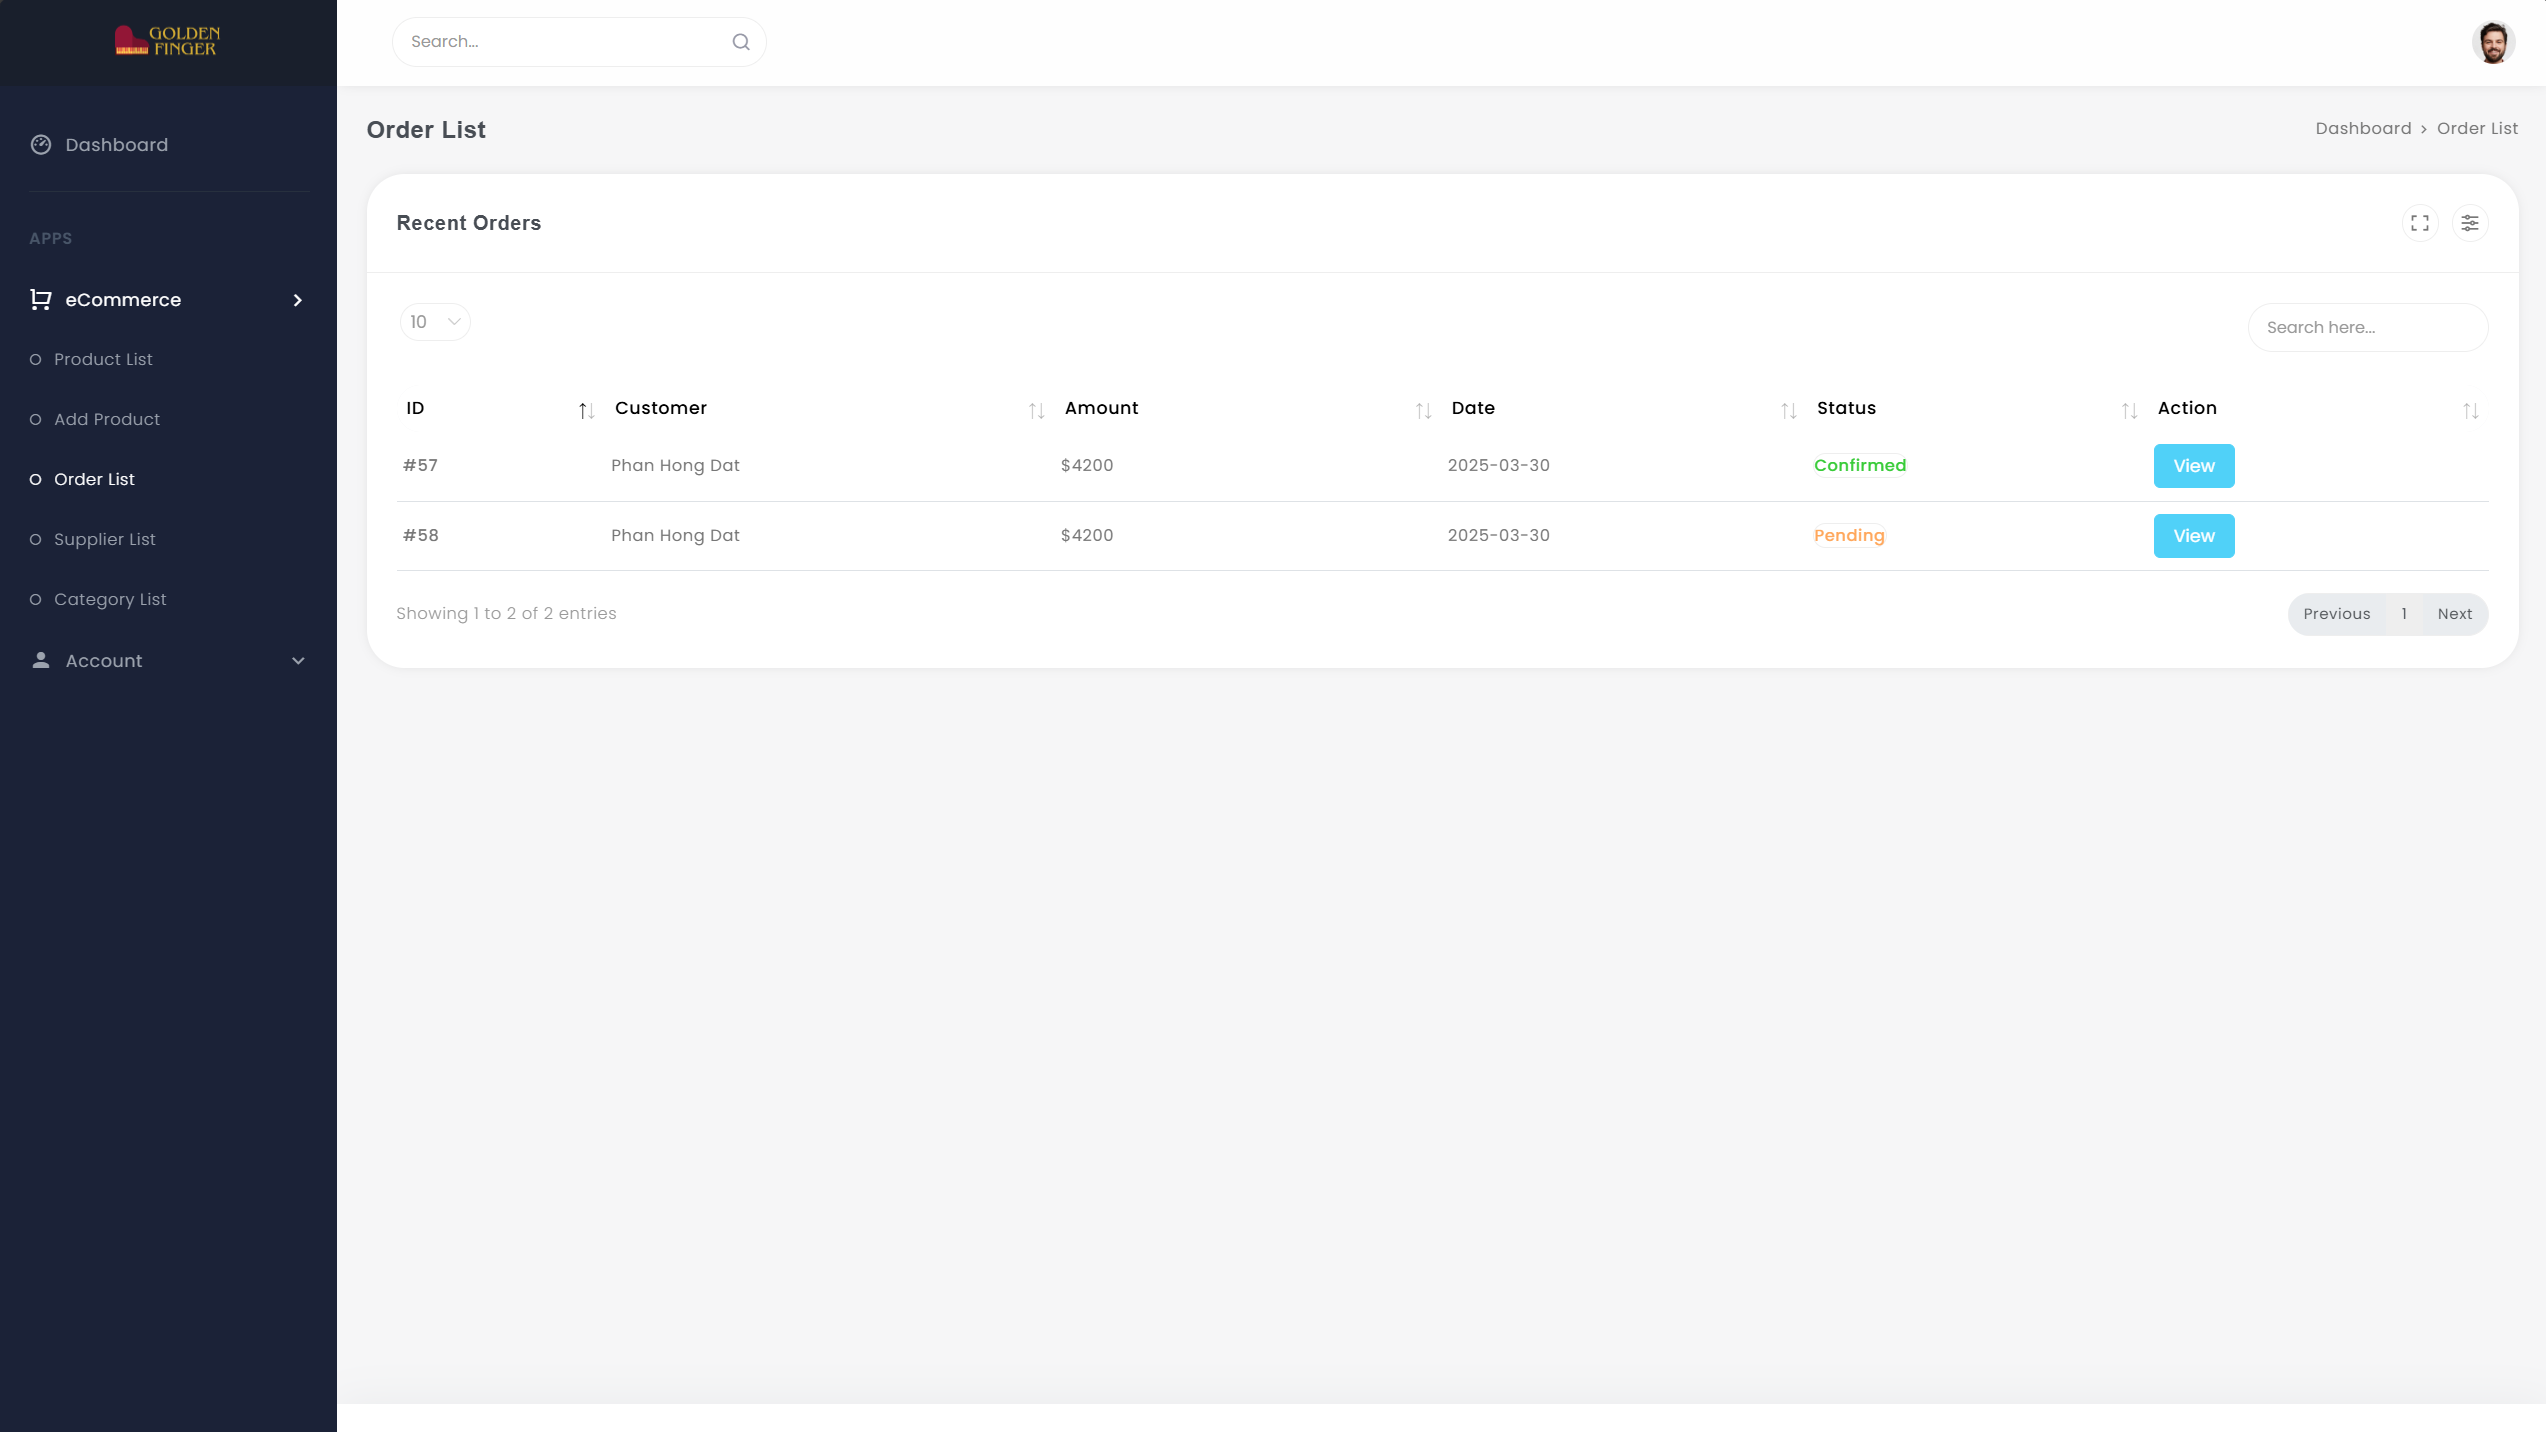 GOLDEN
FINGER
Search...
Dashboard
APPS
eCommerce
Product List
Add Product
Order List
Supplier List
Category List
Account
Order List
Dashboard > Order List
Recent Orders
10
Search here...
ID Customer Amount Date Status Action
#57 Phan Hong Dat $4200 2025-03-30 Confirmed View
#58 Phan Hong Dat $4200 2025-03-30 Pending View
Showing 1 to 2 of 2 entries
Previous 1 Next